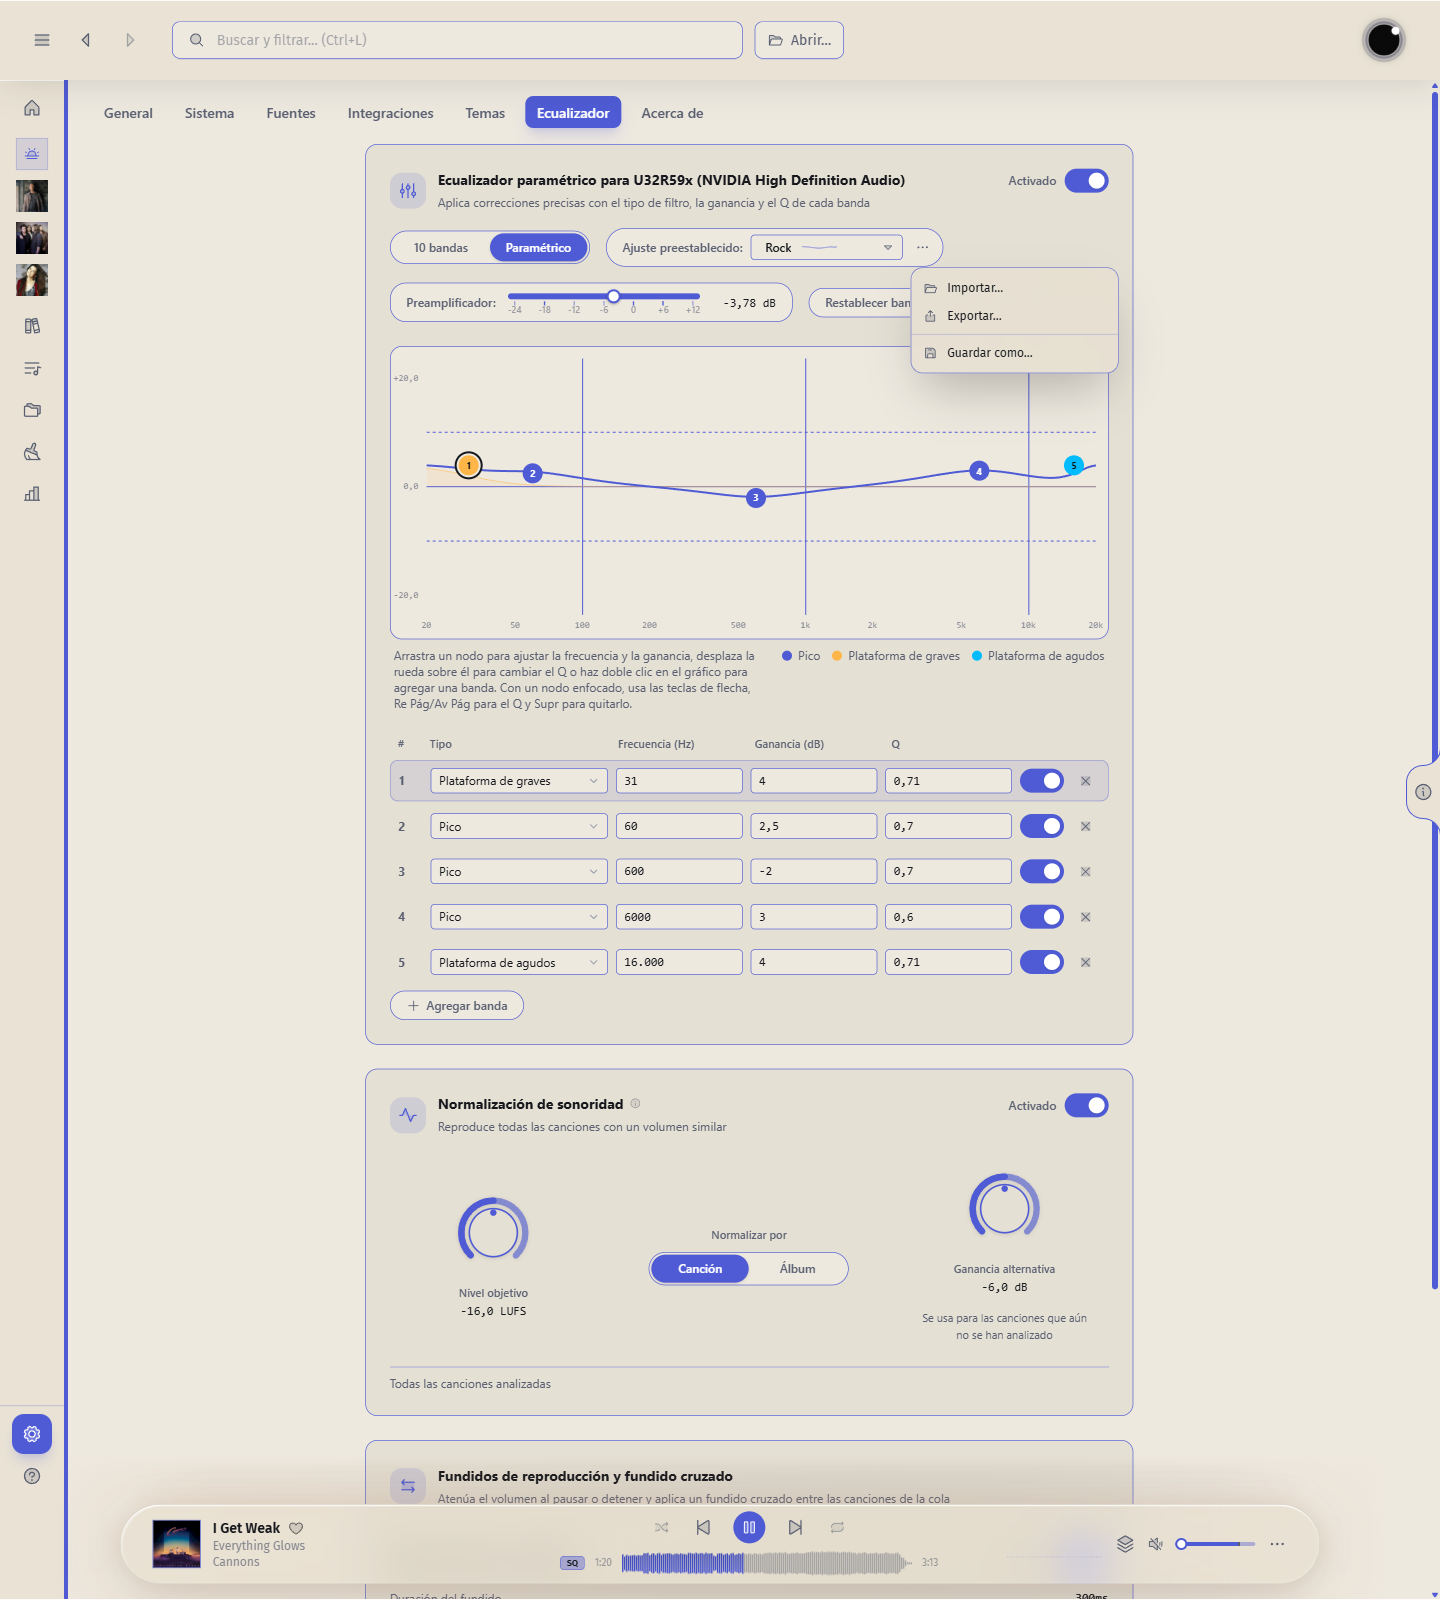 Buscar y filtrar... (Ctrl+L)
Abrir...
General
Sistema
Fuentes
Integraciones
Temas
Ecualizador
Acerca de
Ecualizador paramétrico para U32R59x (NVIDIA High Definition Audio)
Activado
Aplica correcciones precisas con el tipo de filtro, la ganancia y el Q de cada banda
10 bandas
Paramétrico
Ajuste preestablecido:
Rock
Importar...
Exportar...
Guardar como...
Preamplificador:
-24 -18 -12 -6 0 +6 +12
-3,78 dB
Restablecer ban
+20,0
0,0
-20,0
1
2
3
4
5
20 50 100 200 500 1k 2k 5k 10k 20k
Arrastra un nodo para ajustar la frecuencia y la ganancia, desplaza la
rueda sobre él para cambiar el Q o haz doble clic en el gráfico para
agregar una banda. Con un nodo enfocado, usa las teclas de flecha,
Re Pág/Av Pág para el Q y Supr para quitarlo.
Pico
Plataforma de graves
Plataforma de agudos
# Tipo Frecuencia (Hz) Ganancia (dB) Q
1 Plataforma de graves 31 4 0,71
2 Pico 60 2,5 0,7
3 Pico 600 -2 0,7
4 Pico 6000 3 0,6
5 Plataforma de agudos 16.000 4 0,71
Agregar banda
Normalización de sonoridad
Activado
Reproduce todas las canciones con un volumen similar
Nivel objetivo
-16,0 LUFS
Normalizar por
Canción
Álbum
Ganancia alternativa
-6,0 dB
Se usa para las canciones que aún
no se han analizado
Todas las canciones analizadas
Fundidos de reproducción y fundido cruzado
Atenúa el volumen al pausar o detener y aplica un fundido cruzado entre las canciones de la cola
I Get Weak
Everything Glows
Cannons
SQ
1:20
3:13
Duración del fundido
300ms